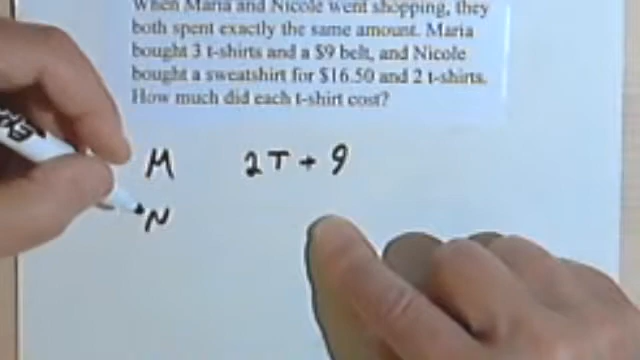 When Maria and Nicole went shopping, they
both spent exactly the same amount. Maria
bought 3 t-shirts and a $9 belt, and Nicole
bought a sweatshirt for $16.50 and 2 t-shirts.
How much did each t-shirt cost?
M 2T + 9
N